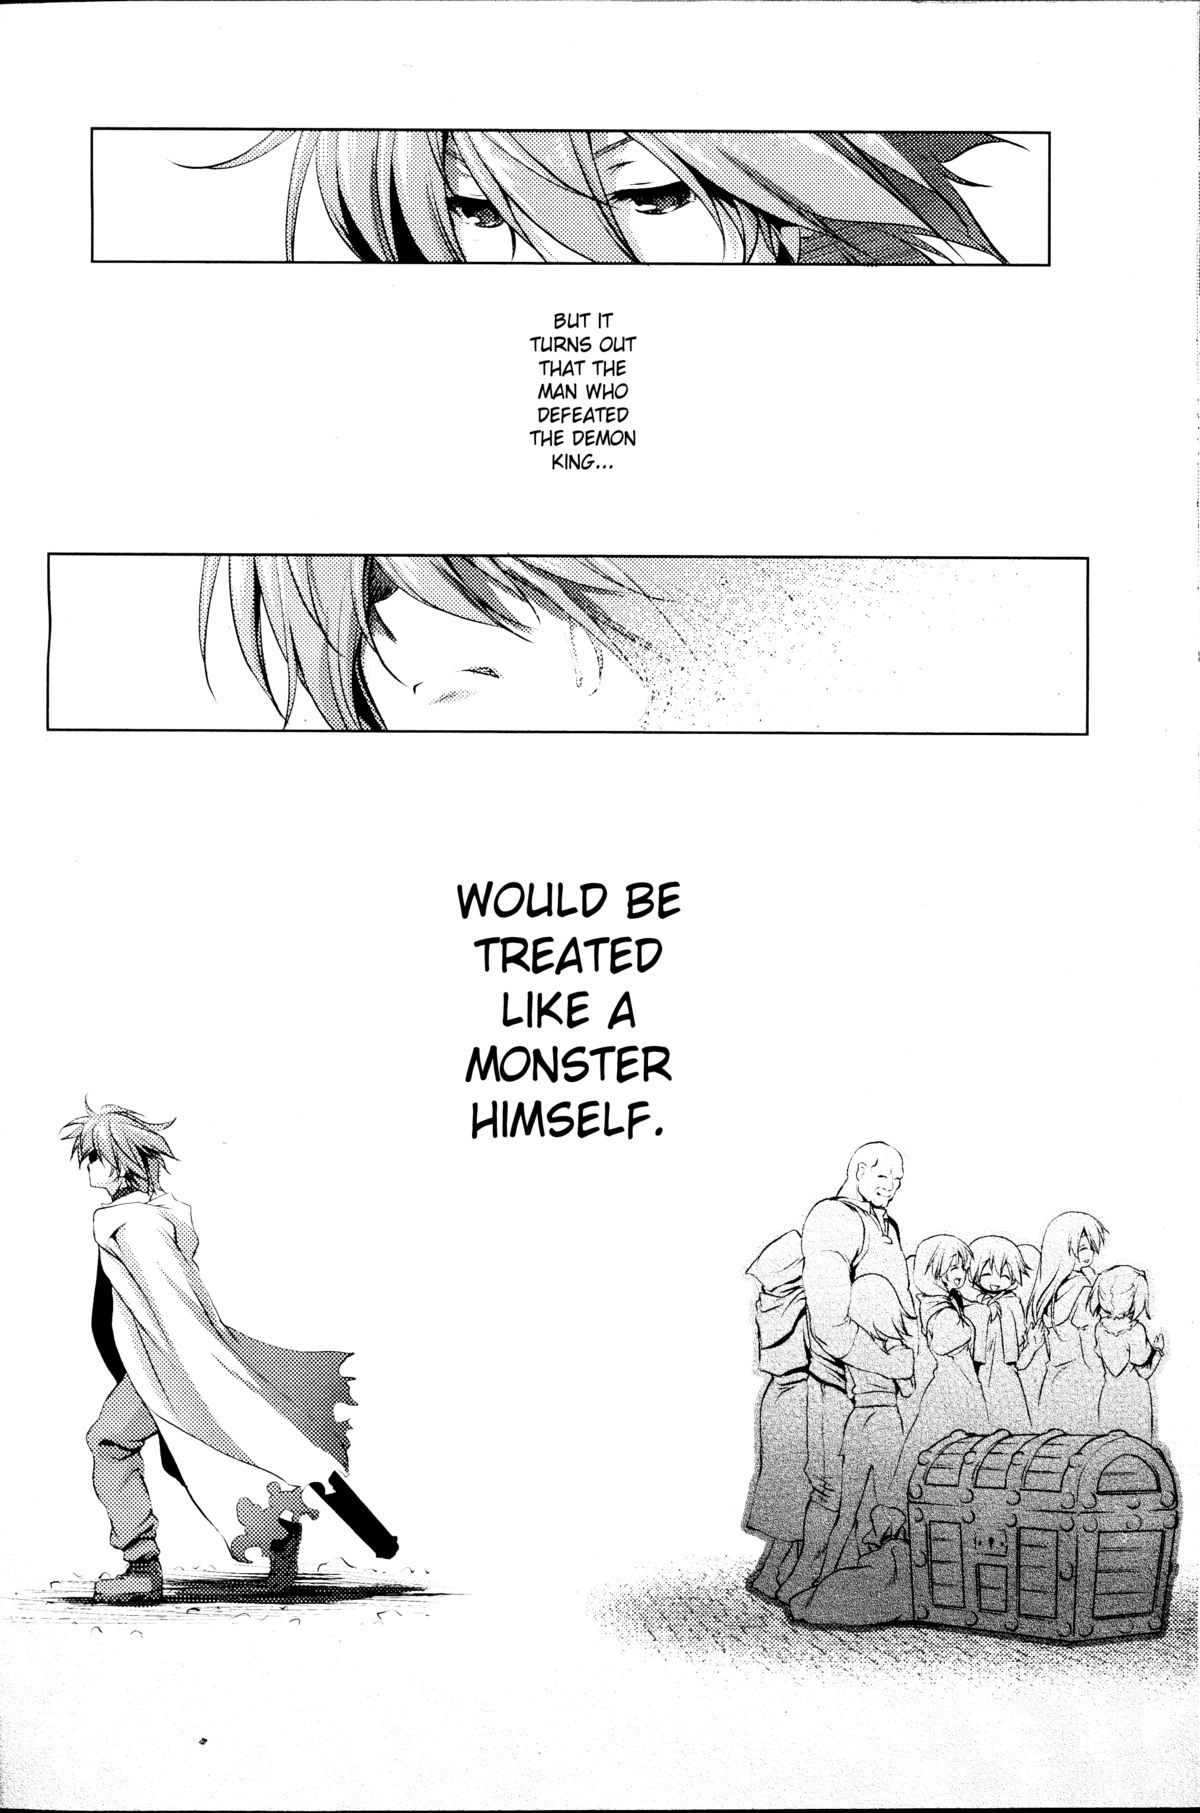 BUT IT
TURNS OUT
THAT THE
MAN WHO
DEFEATED
THE DEMON
KING...
WOULD BE
TREATED
LIKE A
MONSTER
HIMSELF.